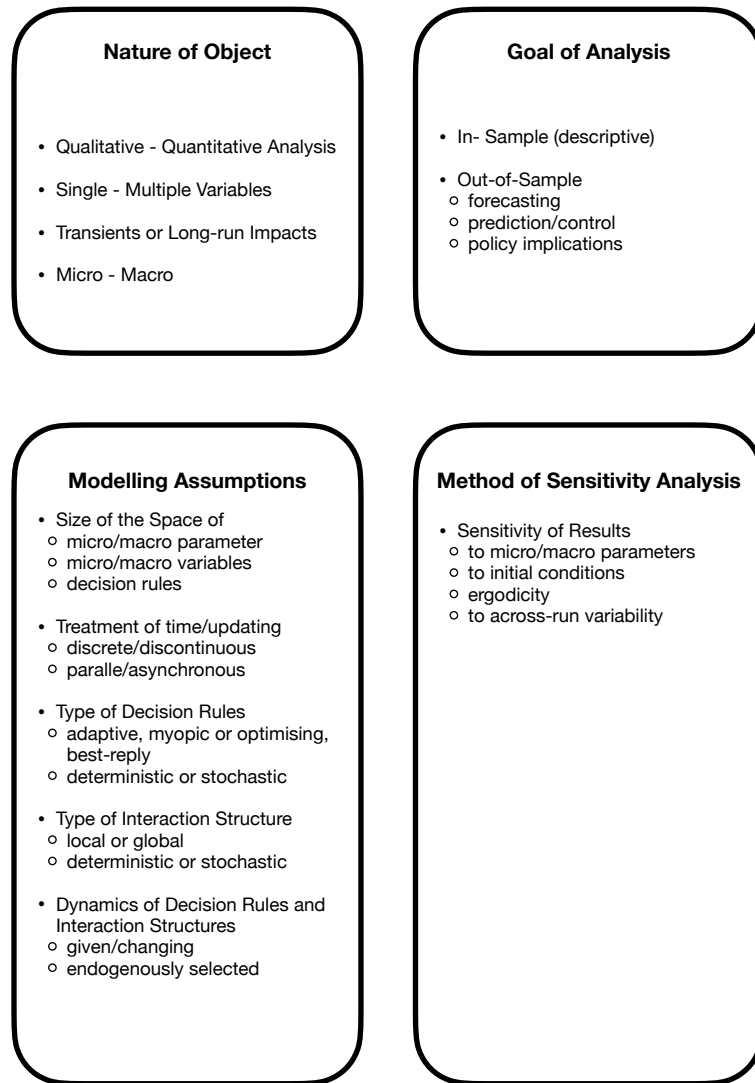 Nature of Object
• Qualitative - Quantitative Analysis
• Single - Multiple Variables
• Transients or Long-run Impacts
• Micro - Macro
Goal of Analysis
• In- Sample (descriptive)
• Out-of-Sample
○ forecasting
○ prediction/control
○ policy implications
Modelling Assumptions
• Size of the Space of
○ micro/macro parameter
○ micro/macro variables
○ decision rules
• Treatment of time/updating
○ discrete/discontinuous
○ paralle/asynchronous
• Type of Decision Rules
○ adaptive, myopic or optimising,
best-reply
○ deterministic or stochastic
• Type of Interaction Structure
○ local or global
○ deterministic or stochastic
• Dynamics of Decision Rules and
Interaction Structures
○ given/changing
○ endogenously selected
Method of Sensitivity Analysis
• Sensitivity of Results
○ to micro/macro parameters
○ to initial conditions
○ ergodicity
○ to across-run variability